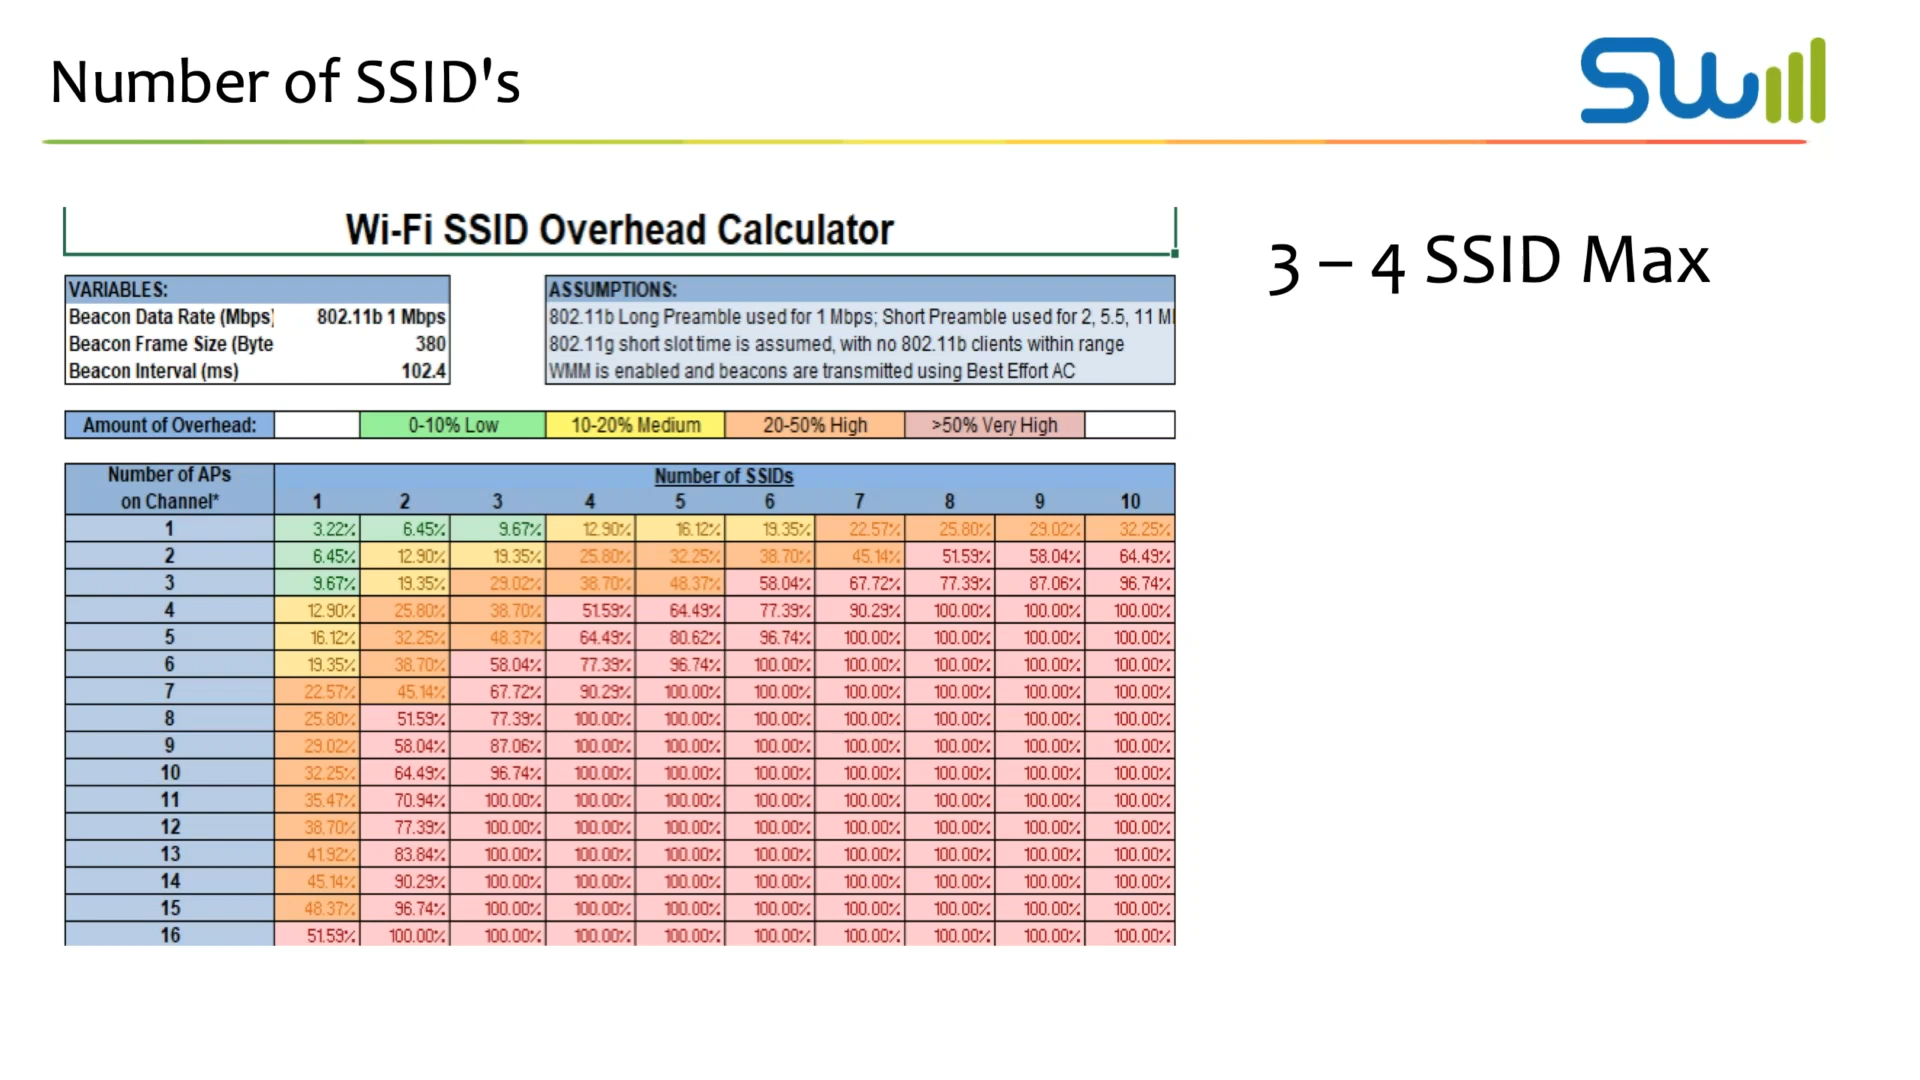 Number of SSID's
SW
Wi-Fi SSID Overhead Calculator
3 – 4 SSID Max
VARIABLES:
Beacon Data Rate (Mbps) 802.11b 1 Mbps
Beacon Frame Size (Byte 380
Beacon Interval (ms) 102.4
ASSUMPTIONS:
802.11b Long Preamble used for 1 Mbps; Short Preamble used for 2, 5.5, 11 M
802.11g short slot time is assumed, with no 802.11b clients within range
WMM is enabled and beacons are transmitted using Best Effort AC
Amount of Overhead: 0-10% Low 10-20% Medium 20-50% High >50% Very High
Number of APs on Channel* Number of SSIDs
1 2 3 4 5 6 7 8 9 10
1 3.22% 6.45% 9.67% 12.90% 16.12% 19.35% 22.57% 25.80% 29.02% 32.25%
2 6.45% 12.90% 19.35% 25.80% 32.25% 38.70% 45.14% 51.59% 58.04% 64.49%
3 9.67% 19.35% 29.02% 38.70% 48.37% 58.04% 67.72% 77.39% 87.06% 96.74%
4 12.90% 25.80% 38.70% 51.59% 64.49% 77.39% 90.29% 100.00% 100.00% 100.00%
5 16.12% 32.25% 48.37% 64.49% 80.62% 96.74% 100.00% 100.00% 100.00% 100.00%
6 19.35% 38.70% 58.04% 77.39% 96.74% 100.00% 100.00% 100.00% 100.00% 100.00%
7 22.57% 45.14% 67.72% 90.29% 100.00% 100.00% 100.00% 100.00% 100.00% 100.00%
8 25.80% 51.59% 77.39% 100.00% 100.00% 100.00% 100.00% 100.00% 100.00% 100.00%
9 29.02% 58.04% 87.06% 100.00% 100.00% 100.00% 100.00% 100.00% 100.00% 100.00%
10 32.25% 64.49% 96.74% 100.00% 100.00% 100.00% 100.00% 100.00% 100.00% 100.00%
11 35.47% 70.94% 100.00% 100.00% 100.00% 100.00% 100.00% 100.00% 100.00% 100.00%
12 38.70% 77.39% 100.00% 100.00% 100.00% 100.00% 100.00% 100.00% 100.00% 100.00%
13 41.92% 83.84% 100.00% 100.00% 100.00% 100.00% 100.00% 100.00% 100.00% 100.00%
14 45.14% 90.29% 100.00% 100.00% 100.00% 100.00% 100.00% 100.00% 100.00% 100.00%
15 48.37% 96.74% 100.00% 100.00% 100.00% 100.00% 100.00% 100.00% 100.00% 100.00%
16 51.59% 100.00% 100.00% 100.00% 100.00% 100.00% 100.00% 100.00% 100.00% 100.00%